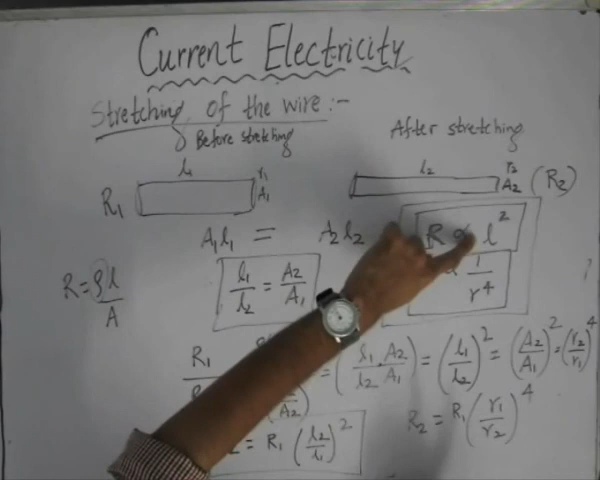 Current Electricity
Stretching of the wire:-
Before stretching
After stretching
l₁ r₁
R₁ A₁
l₂ r₂
A₂ (R₂)
A₁l₁ = A₂l₂
R ∝ l²
∝ 1/r⁴
R = ρl/A
l₁/l₂ = A₂/A₁
R₁ = (l₁/l₂ · A₂/A₁) = (l₁/l₂)² = (A₂/A₁)² = (r₂/r₁)⁴
A₂
= R₁ (l₂/l₁)²
R₂ = R₁ (r₁/r₂)⁴